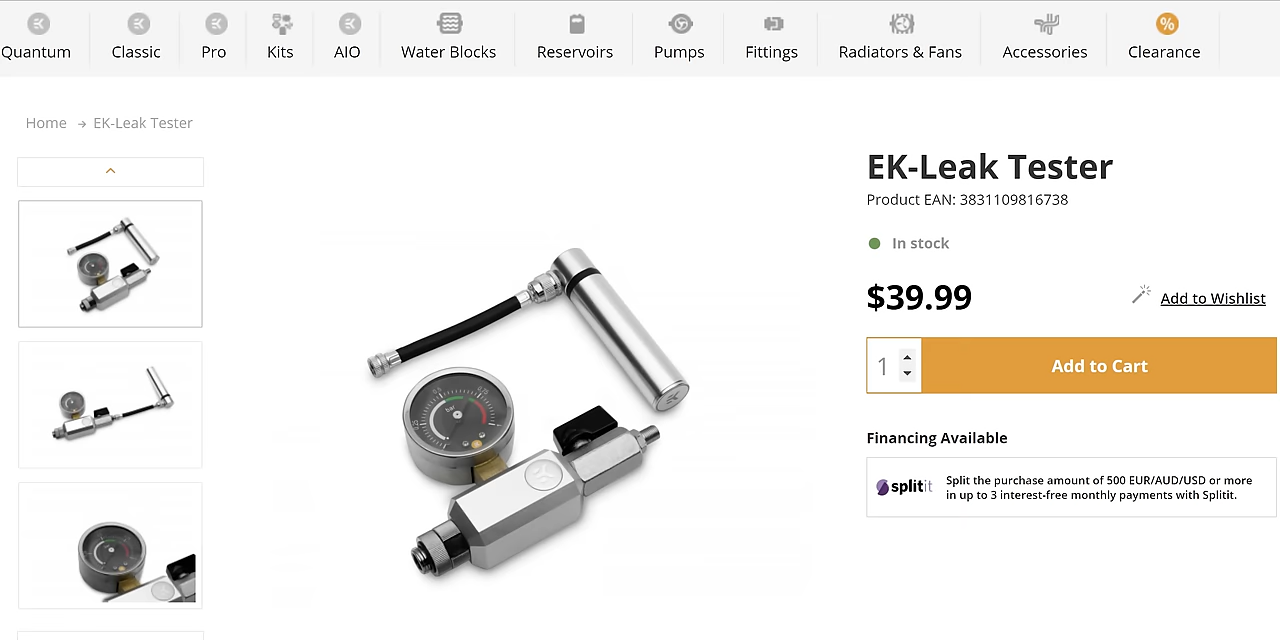 Quantum
Classic
Pro
Kits
AIO
Water Blocks
Reservoirs
Pumps
Fittings
Radiators & Fans
Accessories
% Clearance
Home → EK-Leak Tester
EK-Leak Tester
Product EAN: 3831109816738
In stock
$39.99
Add to Wishlist
1
Add to Cart
Financing Available
splitit
Split the purchase amount of 500 EUR/AUD/USD or more
in up to 3 interest-free monthly payments with Splitit.
bar